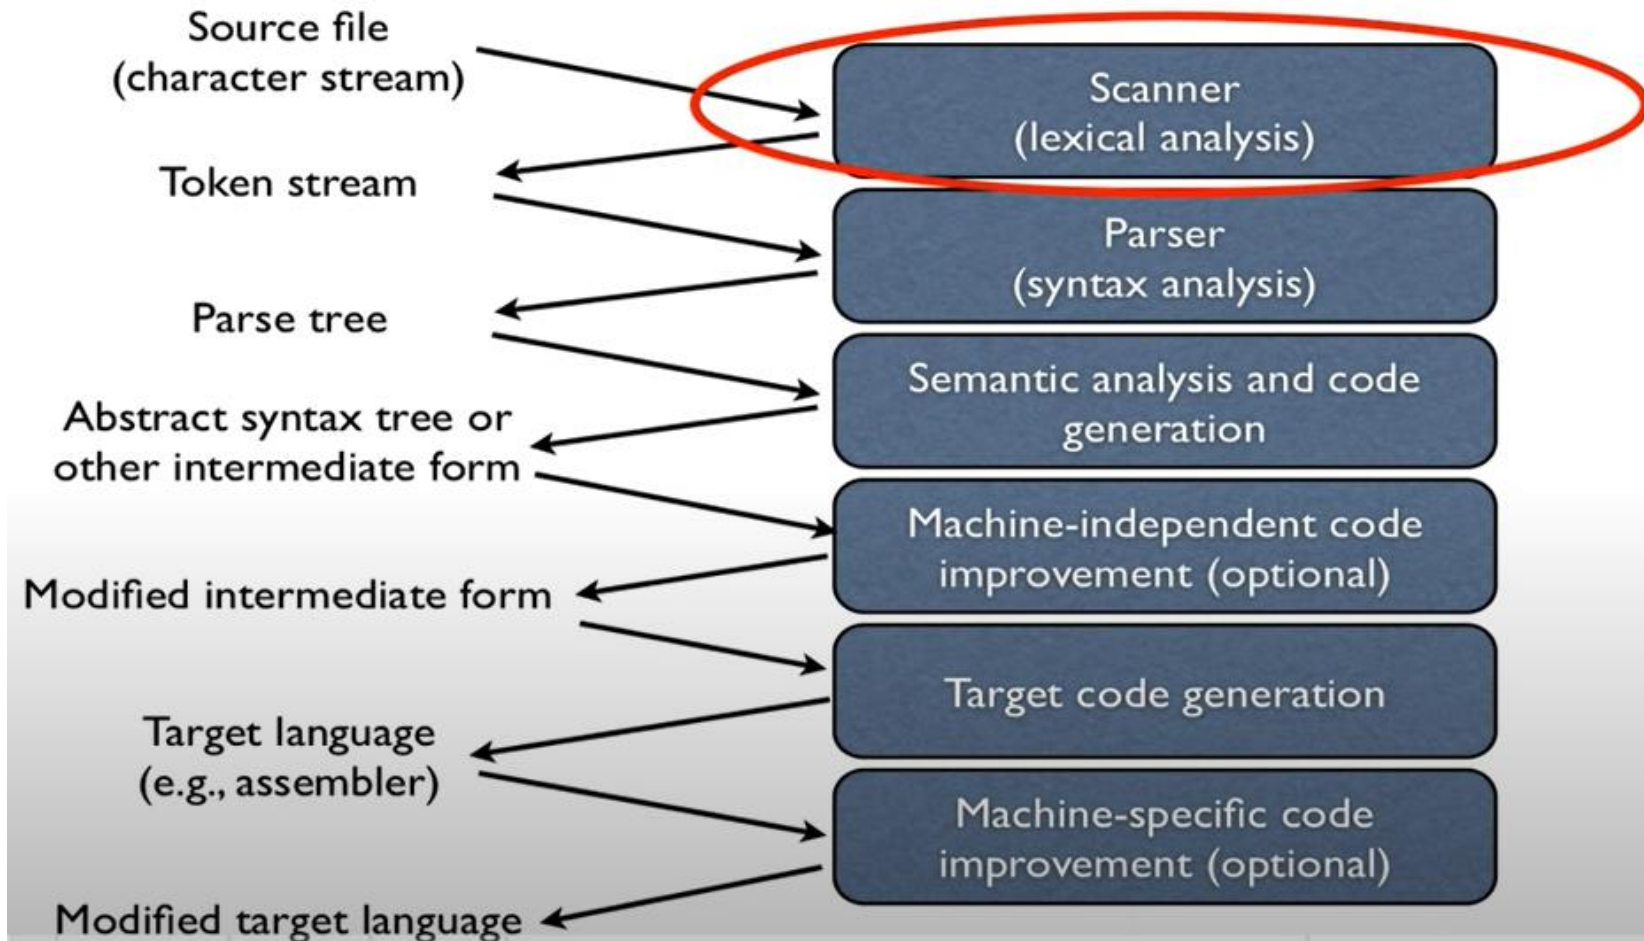 Source file
(character stream)
Scanner
(lexical analysis)
Token stream
Parser
(syntax analysis)
Parse tree
Semantic analysis and code
generation
Abstract syntax tree or
other intermediate form
Machine-independent code
improvement (optional)
Modified intermediate form
Target code generation
Target language
(e.g., assembler)
Machine-specific code
improvement (optional)
Modified target language